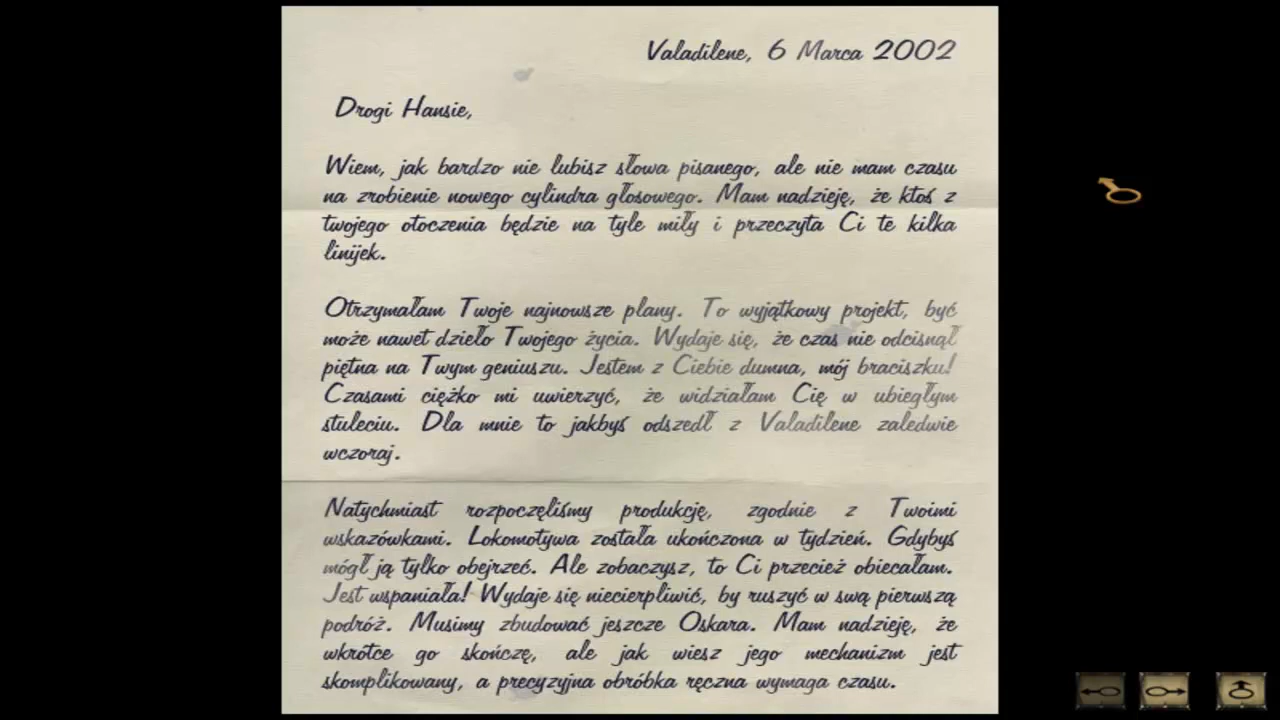 Valadilene, 6 Marca 2002
Drogi Hansie,
Wiem, jak bardzo nie lubisz słowa pisanego, ale nie mam czasu
na zrobienie nowego cylindra głosowego. Mam nadzieję, że ktoś z
twojego otoczenia będzie na tyle miły i przeczyta Ci te kilka
linijek.
Otrzymałam Twoje najnowsze plany. To wyjątkowy projekt, być
może nawet dzieło Twojego życia. Wydaje się, że czas nie odcisnął
piętna na Twym geniuszu. Jestem z Ciebie dumna, mój braciszku!
Czasami ciężko mi uwierzyć, że widziałam Cię w ubiegłym
stuleciu. Dla mnie to jakbyś odszedł z Valadilene zaledwie
wczoraj.
Natychmiast rozpoczęliśmy produkcję, zgodnie z Twoimi
wskazówkami. Lokomotywa została ukończona w tydzień. Gdybyś
mógł ją tylko obejrzeć. Ale zobaczysz, to Ci przecież obiecałam.
Jest wspaniała! Wydaje się niecierpliwić, by ruszyć w swą pierwszą
podróż. Musimy zbudować jeszcze Oskara. Mam nadzieję, że
wkrótce go skończę, ale jak wiesz jego mechanizm jest
skomplikowany, a precyzyjna obróbka ręczna wymaga czasu.